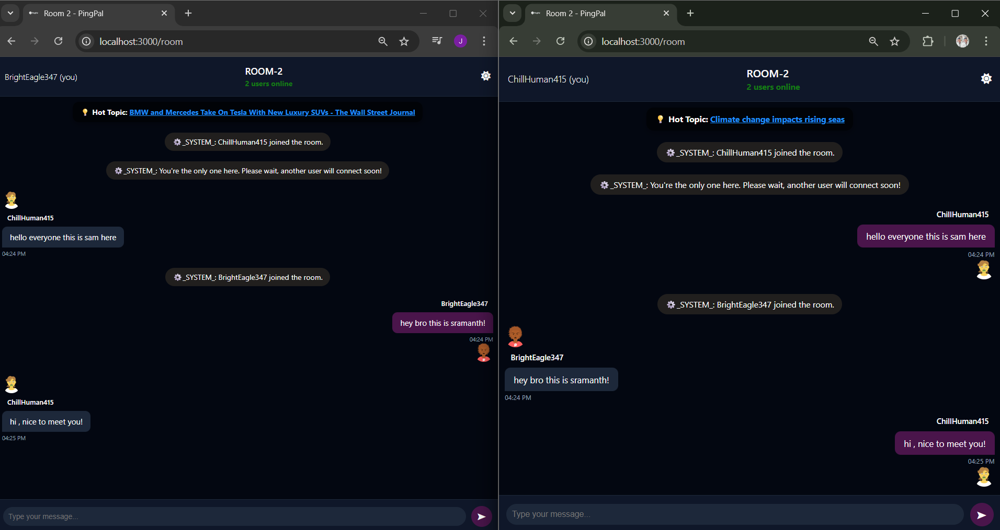 Room 2 - PingPal
localhost:3000/room
J
BrightEagle347 (you)
ROOM-2
2 users online
💡 Hot Topic: BMW and Mercedes Take On Tesla With New Luxury SUVs - The Wall Street Journal
⚙️_SYSTEM_: ChillHuman415 joined the room.
⚙️_SYSTEM_: You're the only one here. Please wait, another user will connect soon!
ChillHuman415
hello everyone this is sam here
04:24 PM
⚙️_SYSTEM_: BrightEagle347 joined the room.
BrightEagle347
hey bro this is sramanth!
04:24 PM
ChillHuman415
hi , nice to meet you!
04:25 PM
Type your message...
Room 2 - PingPal
localhost:3000/room
ChillHuman415 (you)
ROOM-2
2 users online
💡 Hot Topic: Climate change impacts rising seas
⚙️_SYSTEM_: ChillHuman415 joined the room.
⚙️_SYSTEM_: You're the only one here. Please wait, another user will connect soon!
ChillHuman415
hello everyone this is sam here
04:24 PM
⚙️_SYSTEM_: BrightEagle347 joined the room.
BrightEagle347
hey bro this is sramanth!
04:24 PM
ChillHuman415
hi , nice to meet you!
04:25 PM
Type your message...